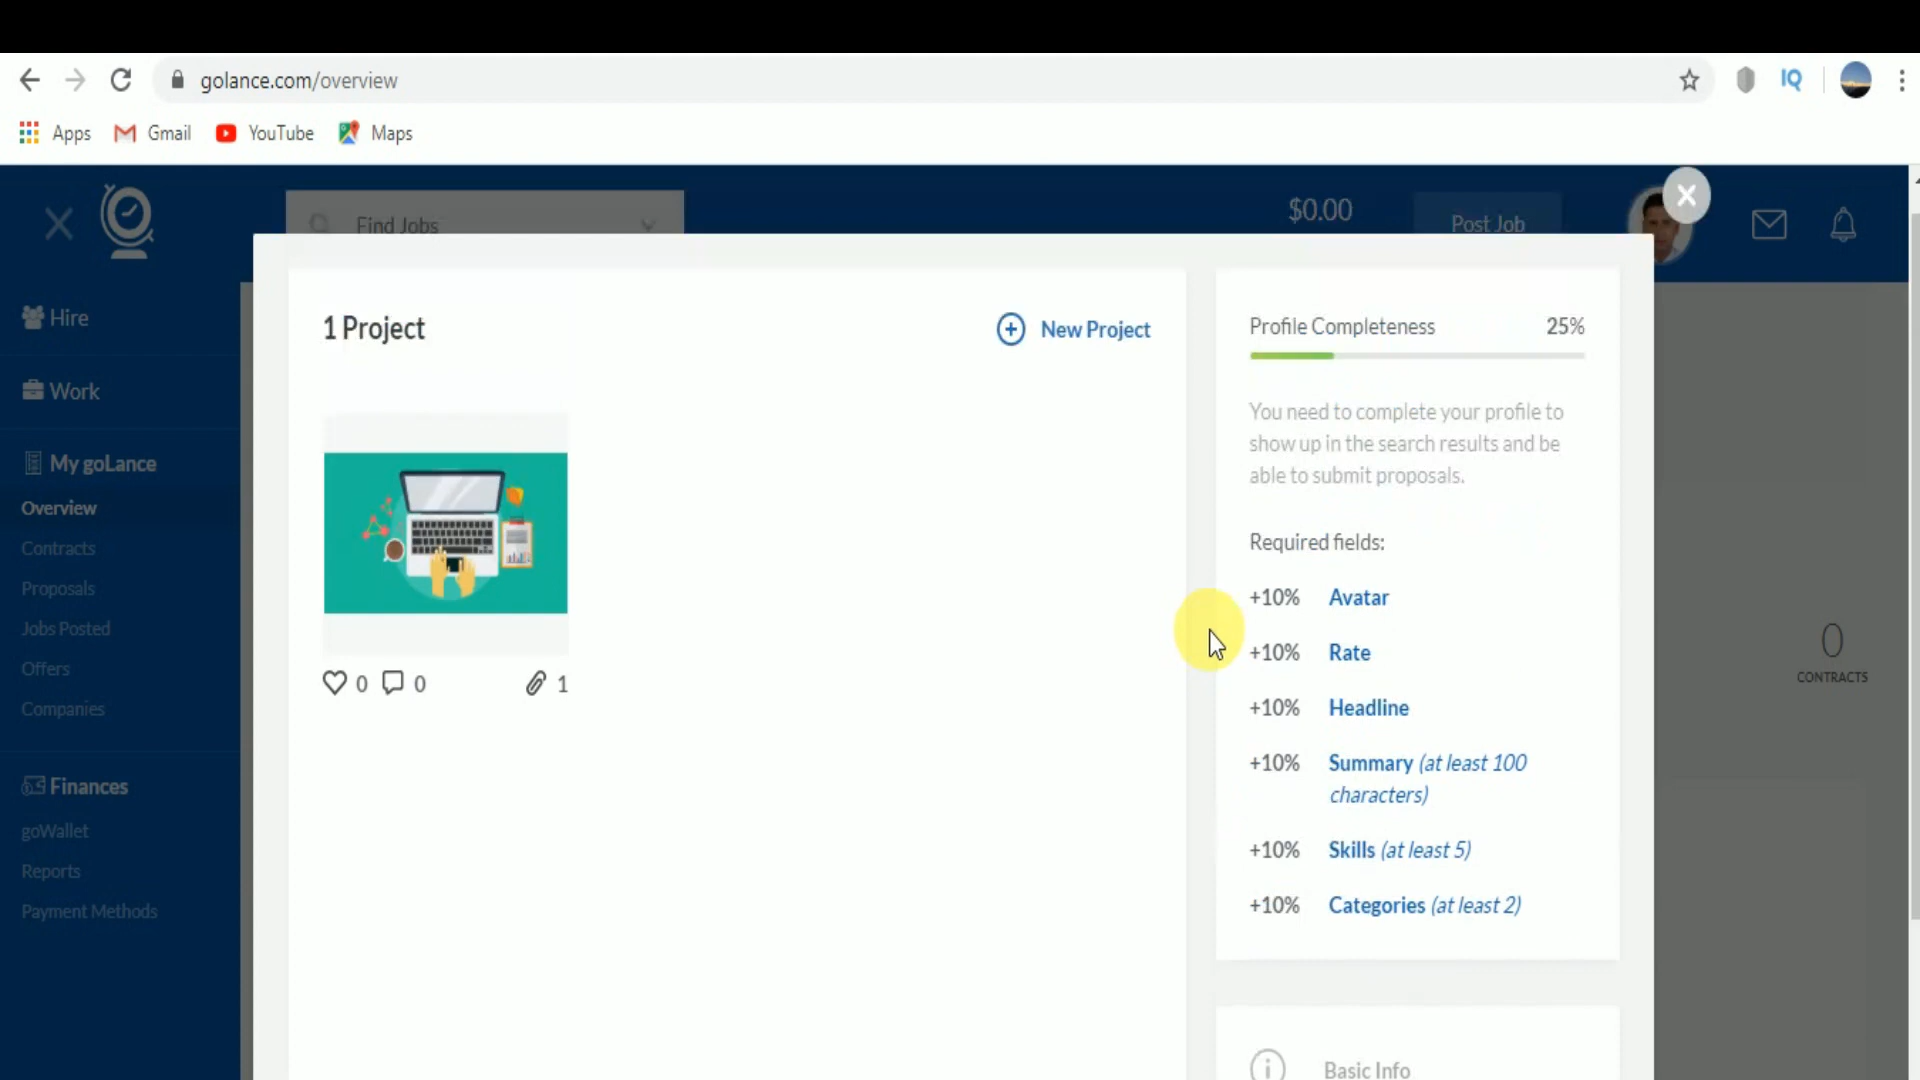 golance.com/overview
IQ
Apps
Gmail
YouTube
Maps
Find Jobs
$0.00
Post Job
Hire
Work
My goLance
Overview
Contracts
Proposals
Jobs Posted
Offers
Companies
Finances
goWallet
Reports
Payment Methods
1 Project
New Project
0
0
1
Profile Completeness 25%
You need to complete your profile to
show up in the search results and be
able to submit proposals.
Required fields:
+10% Avatar
+10% Rate
+10% Headline
+10% Summary (at least 100
characters)
+10% Skills (at least 5)
+10% Categories (at least 2)
Basic Info
0
CONTRACTS